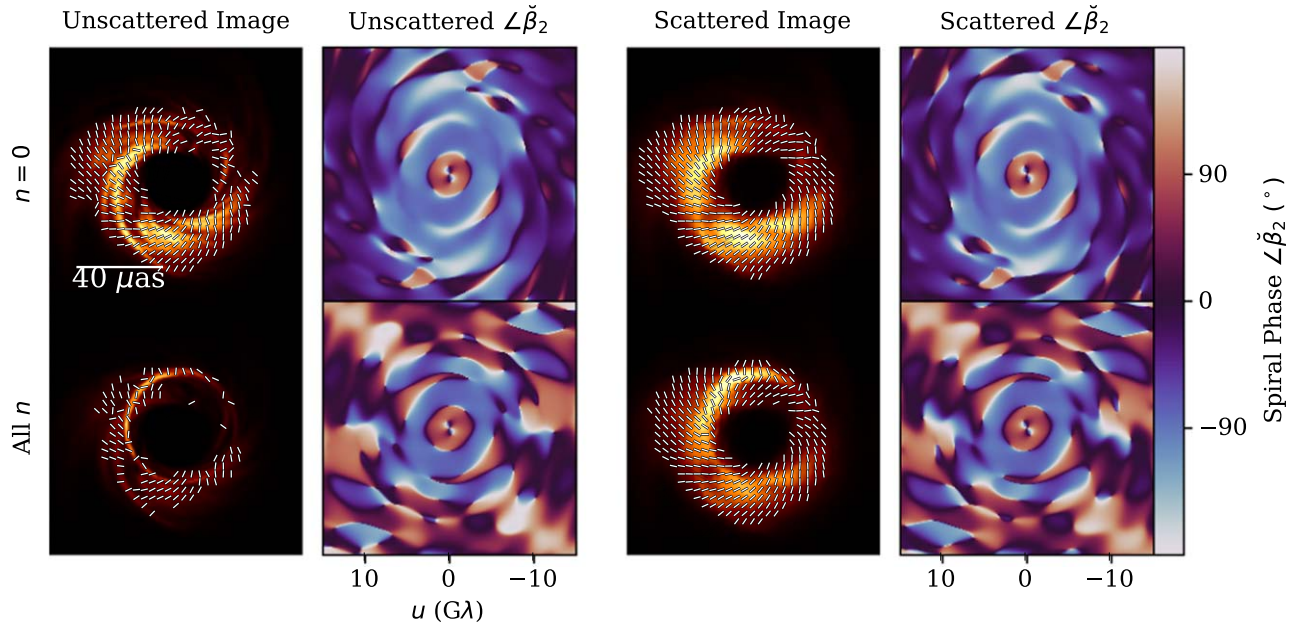 Unscattered Image
Unscattered ∠β̆₂
Scattered Image
Scattered ∠β̆₂
n = 0
40 μas
All n
90
0
−90
Spiral Phase ∠β̆₂ (°)
10
0
−10
10
0
−10
u (Gλ)